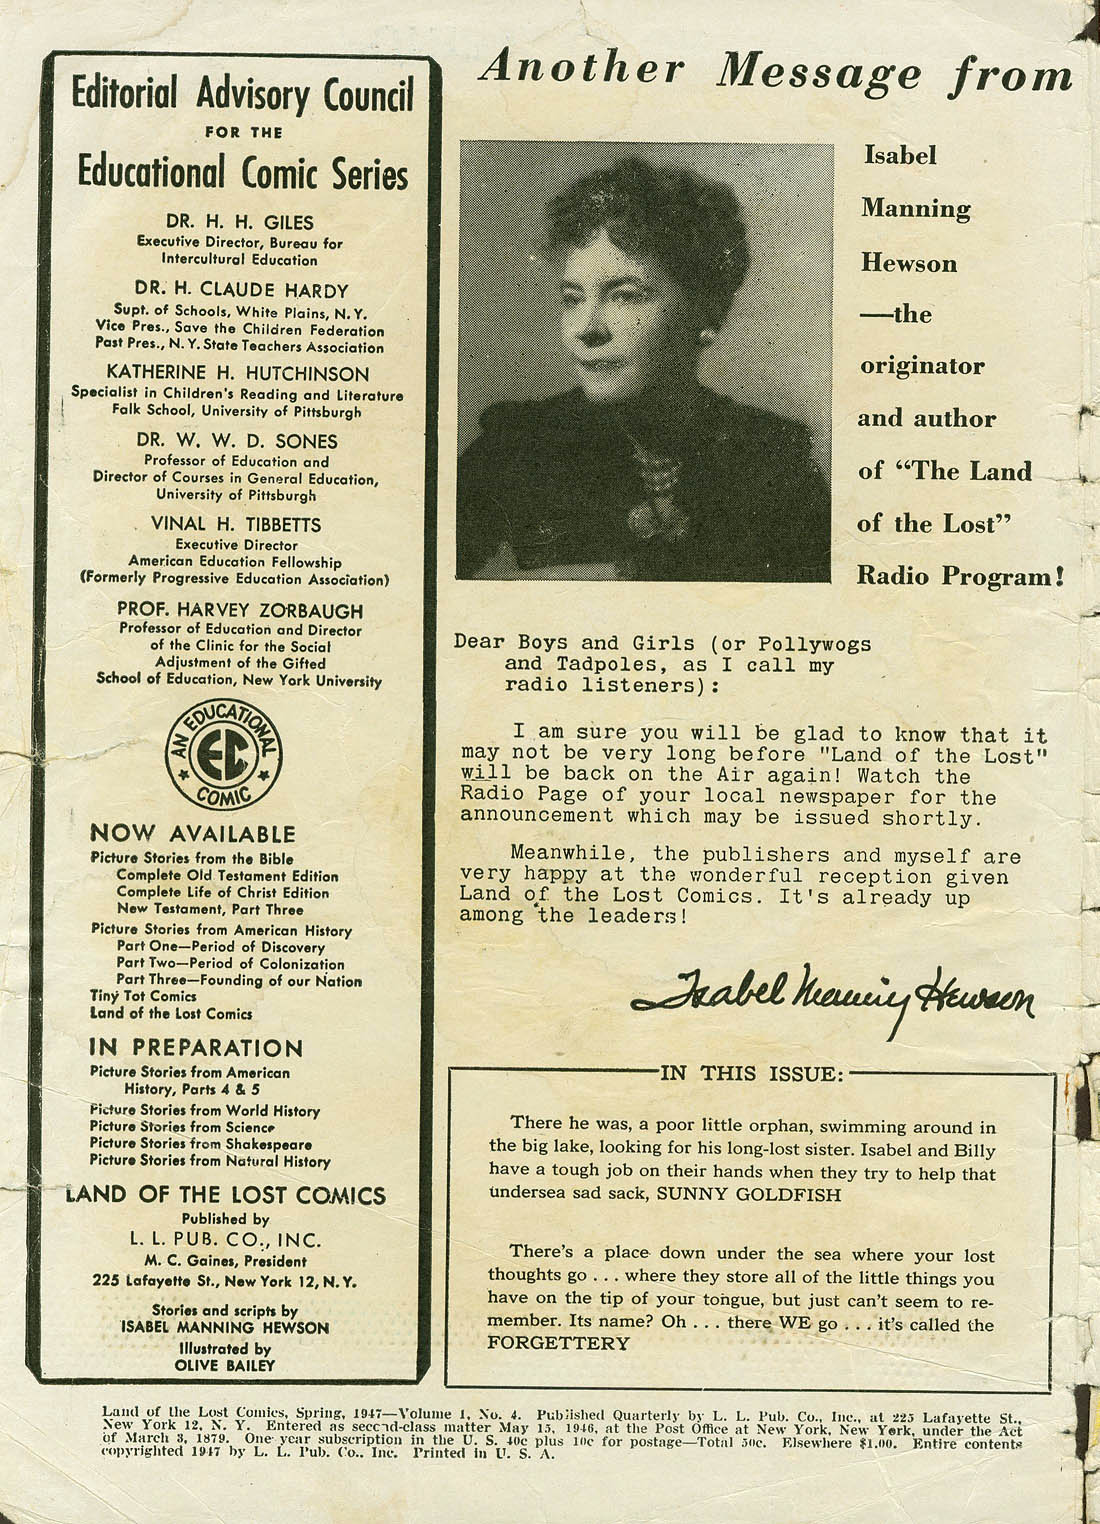 Editorial Advisory Council
FOR THE
Educational Comic Series
DR. H. H. GILES
Executive Director, Bureau for
Intercultural Education
DR. H. CLAUDE HARDY
Supt. of Schools, White Plains, N.Y.
Vice Pres., Save the Children Federation
Past Pres., N.Y. State Teachers Association
KATHERINE H. HUTCHINSON
Specialist in Children's Reading and Literature
Falk School, University of Pittsburgh
DR. W. W. D. SONES
Professor of Education and
Director of Courses in General Education,
University of Pittsburgh
VINAL H. TIBBETTS
Executive Director
American Education Fellowship
(Formerly Progressive Education Association)
PROF. HARVEY ZORBAUGH
Professor of Education and Director
of the Clinic for the Social
Adjustment of the Gifted
School of Education, New York University
AN EDUCATIONAL
EC
COMIC
NOW AVAILABLE
Picture Stories from the Bible
Complete Old Testament Edition
Complete Life of Christ Edition
New Testament, Part Three
Picture Stories from American History
Part One—Period of Discovery
Part Two—Period of Colonization
Part Three—Founding of our Nation
Tiny Tot Comics
Land of the Lost Comics
IN PREPARATION
Picture Stories from American
History, Parts 4 & 5
Picture Stories from World History
Picture Stories from Science
Picture Stories from Shakespeare
Picture Stories from Natural History
LAND OF THE LOST COMICS
Published by
L. L. PUB. CO., INC.
M. C. Gaines, President
225 Lafayette St., New York 12, N.Y.
Stories and scripts by
ISABEL MANNING HEWSON
Illustrated by
OLIVE BAILEY
Another Message from
Isabel
Manning
Hewson
—the
originator
and author
of "The Land
of the Lost"
Radio Program!
Dear Boys and Girls (or Pollywogs
and Tadpoles, as I call my
radio listeners):
I am sure you will be glad to know that it
may not be very long before "Land of the Lost"
will be back on the Air again! Watch the
Radio Page of your local newspaper for the
announcement which may be issued shortly.
Meanwhile, the publishers and myself are
very happy at the wonderful reception given
Land of the Lost Comics. It's already up
among the leaders!
Isabel Manning Hewson
IN THIS ISSUE:
There he was, a poor little orphan, swimming around in
the big lake, looking for his long-lost sister. Isabel and Billy
have a tough job on their hands when they try to help that
undersea sad sack, SUNNY GOLDFISH
There's a place down under the sea where your lost
thoughts go . . . where they store all of the little things you
have on the tip of your tongue, but just can't seem to re-
member. Its name? Oh . . . there WE go . . . it's called the
FORGETTERY
Land of the Lost Comics, Spring, 1947—Volume 1, No. 4. Published Quarterly by L. L. Pub. Co., Inc., at 225 Lafayette St.,
New York 12, N. Y. Entered as second-class matter May 15, 1946, at the Post Office at New York, New York, under the Act
of March 3, 1879. One year subscription in the U. S. 40c plus 10c for postage—Total 50c. Elsewhere $1.00. Entire contents
copyrighted 1947 by L. L. Pub. Co., Inc. Printed in U. S. A.